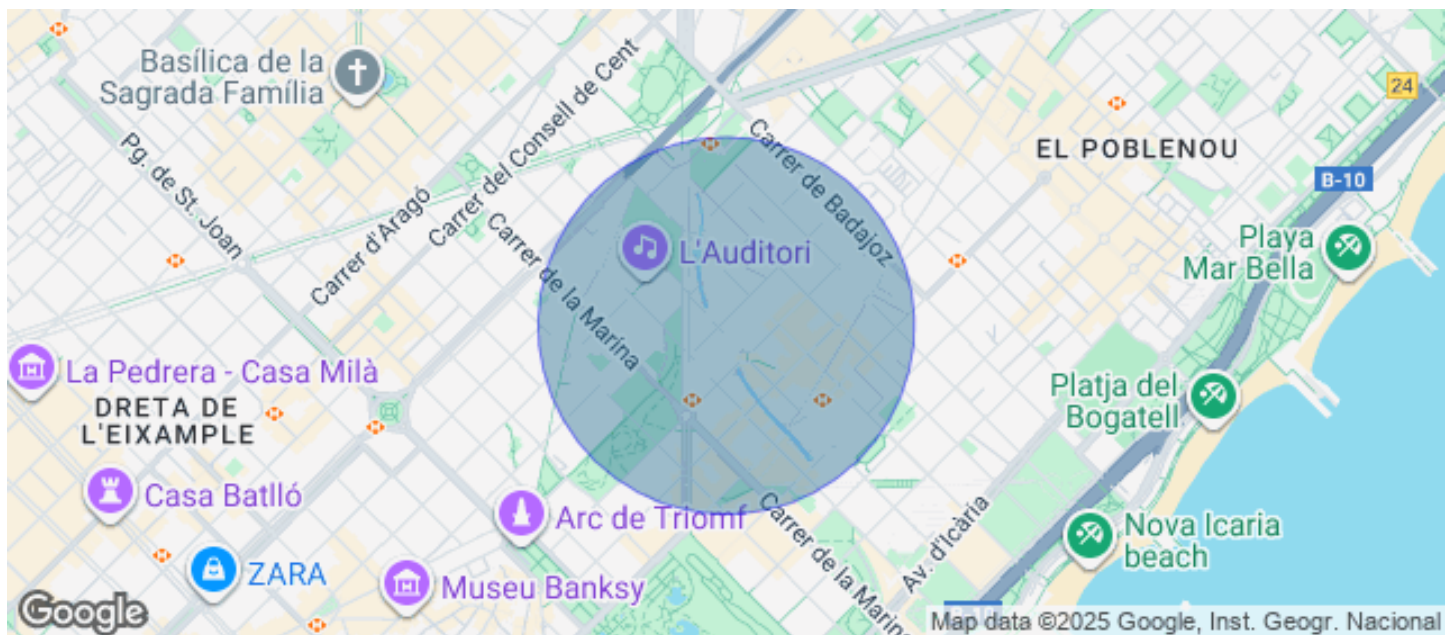 Basílica de la
Sagrada Família
Carrer del Consell de Cent
24
Carrer de Badajoz
EL POBLENOU
B-10
Pg. de St. Joan
Carrer d'Aragó
Carrer de la Marina
L'Auditori
Playa
Mar Bella
La Pedrera - Casa Milà
DRETA DE
L'EIXAMPLE
Platja del
Bogatell
Casa Batlló
Arc de Triomf
Carrer de la Marina
Av. d'Icària
Nova Icaria
beach
ZARA
Museu Banksy
B-10
Google
Map data ©2025 Google, Inst. Geogr. Nacional